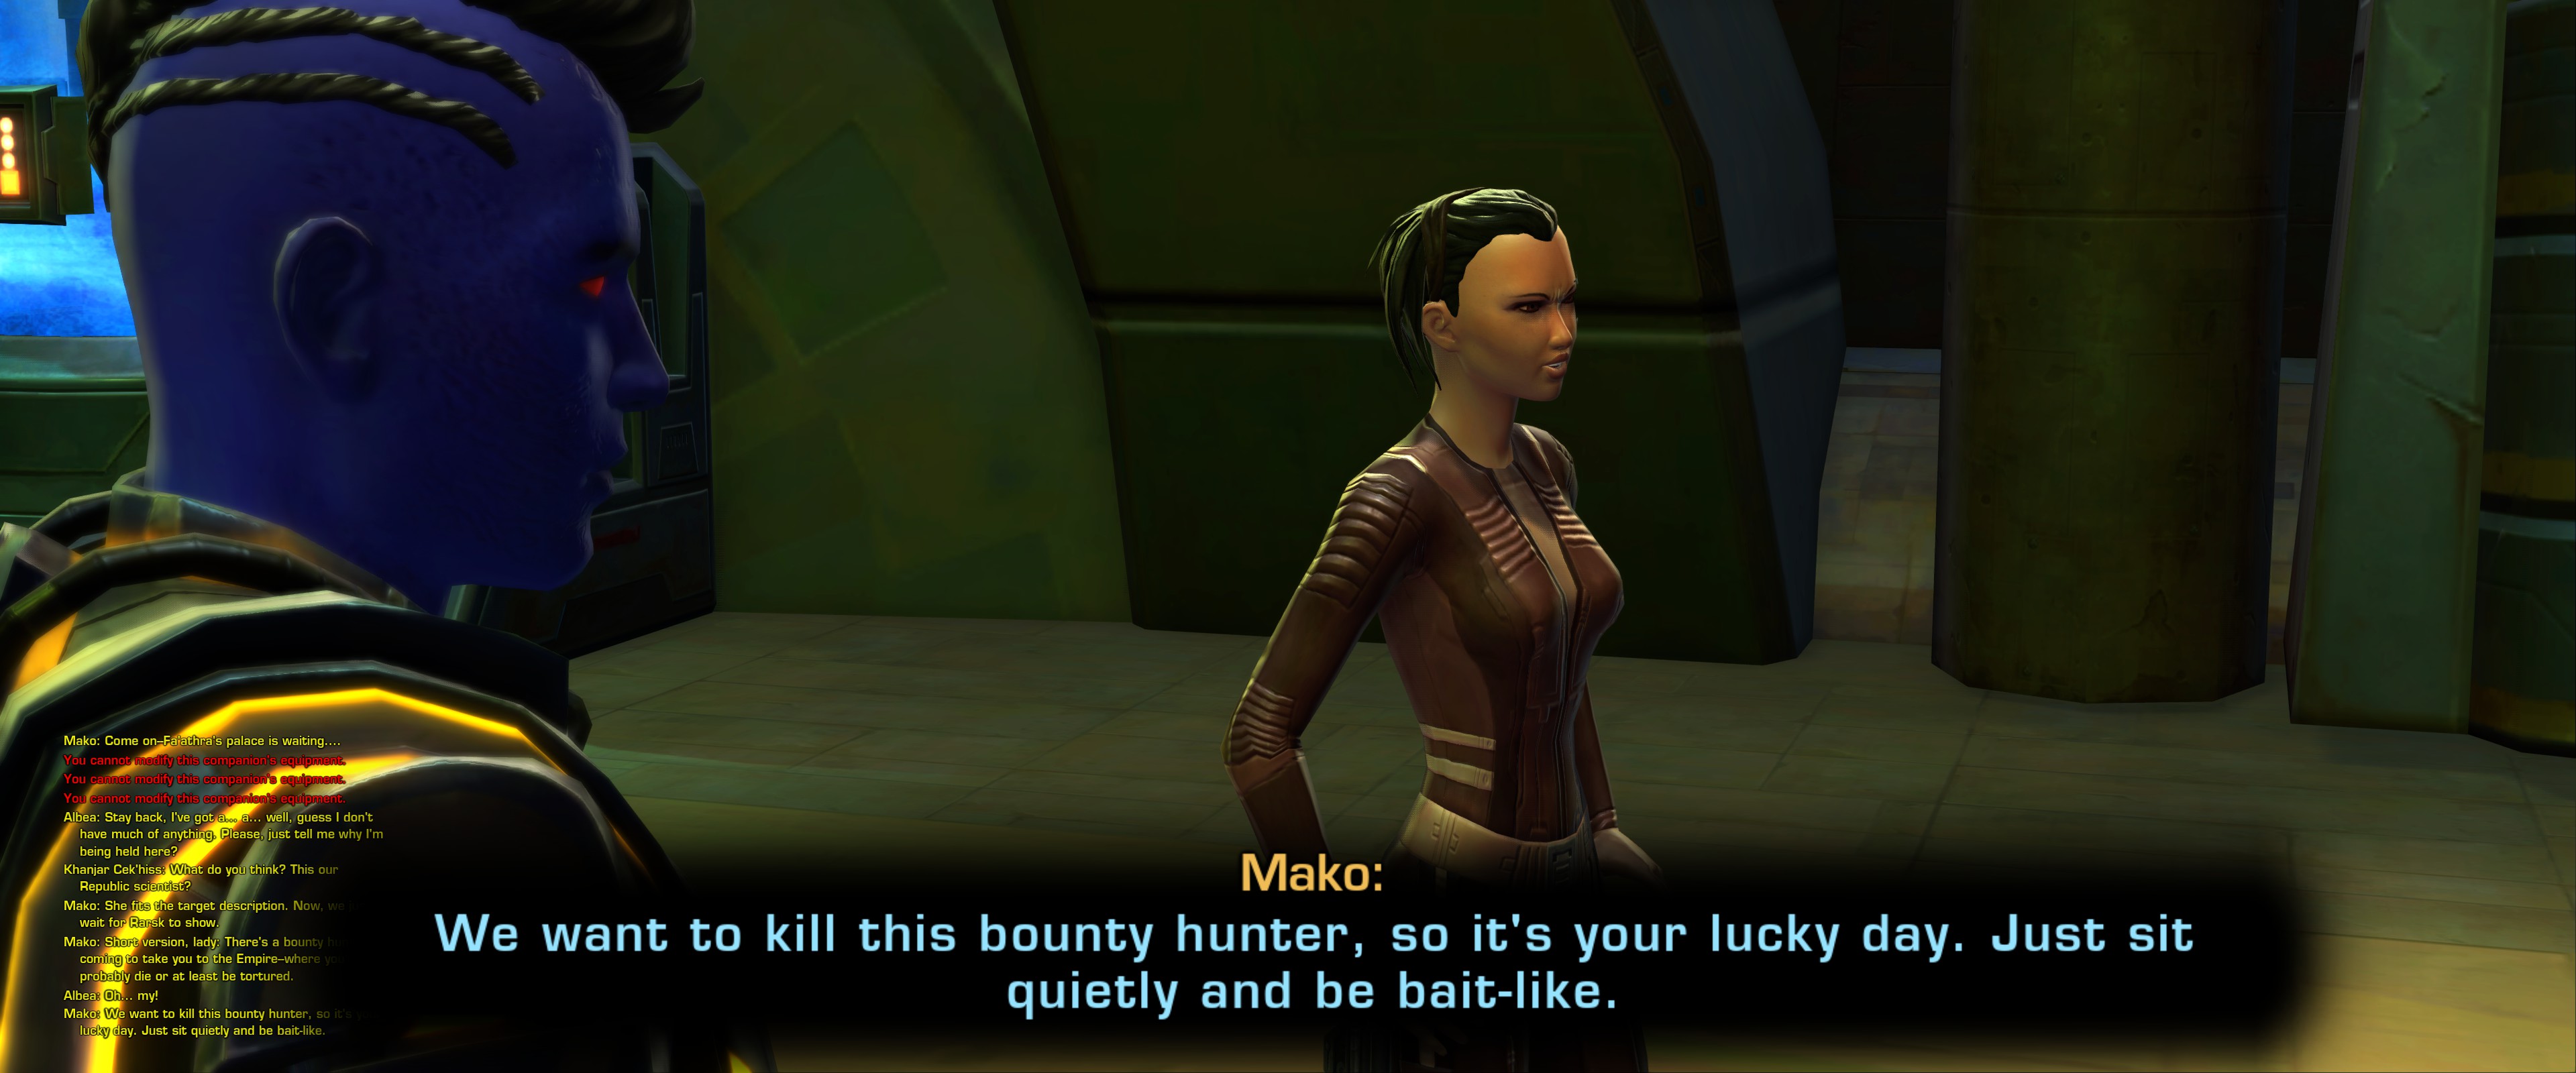 Mako: Come on–Fa'athra's palace is waiting....
You cannot modify this companion's equipment.
You cannot modify this companion's equipment.
You cannot modify this companion's equipment.
Albea: Stay back, I've got a... a... well, guess I don't
have much of anything. Please, just tell me why I'm
being held here?
Khanjar Cek'hiss: What do you think? This our
Republic scientist?
Mako: She fits the target description. Now, we
wait for Rarsk to show.
Mako: Short version, lady: There's a bounty
coming to take you to the Empire–where
probably die or at least be tortured.
Albea: Oh... my!
Mako: We want to kill this bounty hunter, so it's
lucky day. Just sit quietly and be bait-like.
Mako:
We want to kill this bounty hunter, so it's your lucky day. Just sit
quietly and be bait-like.